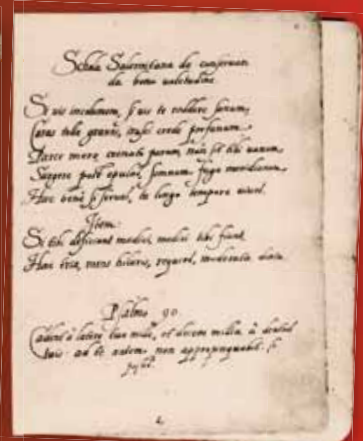 Schola Salernitana de conservan
da bona valetudine
Si vis incolumem, si vis te reddere sanum,
Curas tolle graves, irasci crede profanum.
Parce mero, cenato parum, non sit tibi vanum
Surgere post epulas, somnum fuge meridianum,
Haec bene si serves, tu longo tempore vives.
Item.
Si tibi deficiant medici, medici tibi fiant
Haec tria, mens hilaris, requies, moderata diaeta.
Psalmo 90
Cadent à latere tuo mille, et decem millia à dextris
tuis: ad te autem non appropinquabit.